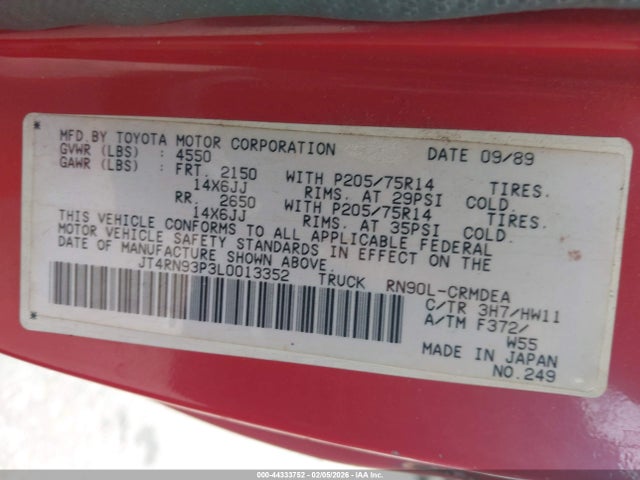 MFD.BY TOYOTA MOTOR CORPORATION DATE 09/89
GVWR (LBS) : 4550
GAWR (LBS) : FRT. 2150 WITH P205/75R14 TIRES.
14X6JJ RIMS. AT 29PSI COLD.
RR. 2650 WITH P205/75R14 TIRES.
14X6JJ RIMS. AT 35PSI COLD.
THIS VEHICLE CONFORMS TO ALL APPLICABLE FEDERAL
MOTOR VEHICLE SAFETY STANDARDS IN EFFECT ON THE
DATE OF MANUFACTURE SHOWN ABOVE.
JT4RN93P3L0013352 TRUCK RN90L-CRMDEA
C/TR 3H7/HW11
A/TM F372/
W55
MADE IN JAPAN
NO.249
000-44333752 - 02/05/2026 - COPYRIGHT IAA, LLC